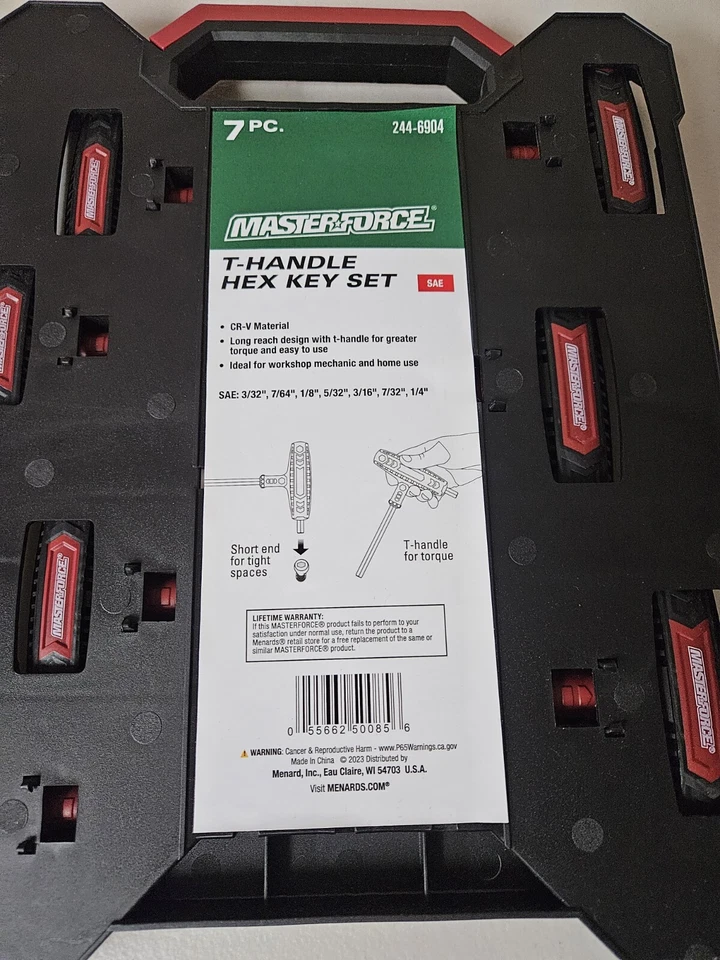 7 PC.
244-6904
MASTERFORCE®
T-HANDLE
HEX KEY SET
SAE
• CR-V Material
• Long reach design with t-handle for greater
torque and easy to use
• Ideal for workshop mechanic and home use
SAE: 3/32", 7/64", 1/8", 5/32", 3/16", 7/32", 1/4"
Short end
for tight
spaces
T-handle
for torque
LIFETIME WARRANTY:
If this MASTERFORCE® product fails to perform to your
satisfaction under normal use, return the product to a
Menards® retail store for a free replacement of the same or
similar MASTERFORCE® product.
0 55662 50085 6
⚠ WARNING: Cancer & Reproductive Harm - www.P65Warnings.ca.gov
Made in China © 2023 Distributed by
Menard, Inc., Eau Claire, WI 54703 U.S.A.
Visit MENARDS.COM®
MASTERFORCE®
MASTERFORCE®
MASTERFORCE®
MASTERFORCE®
MASTERFORCE®
MASTERFORCE®